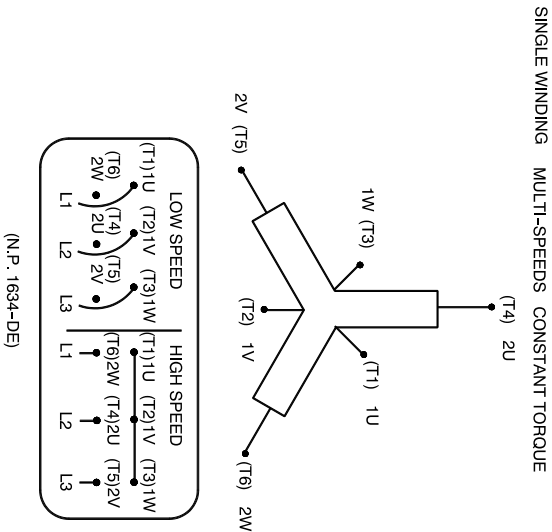 SINGLE WINDING MULTI-SPEEDS CONSTANT TORQUE
(T4) 2U
1W (T3)
(T1) 1U
2V (T5)
(T2) 1V
(T6) 2W
LOW SPEED
(T1)1U (T2)1V (T3)1W
(T6) (T4) (T5)
2W 2U 2V
L1 L2 L3
HIGH SPEED
(T1)1U (T2)1V (T3)1W
(T6)2W (T4)2U (T5)2V
L1 L2 L3
(N.P. 1634-DE)